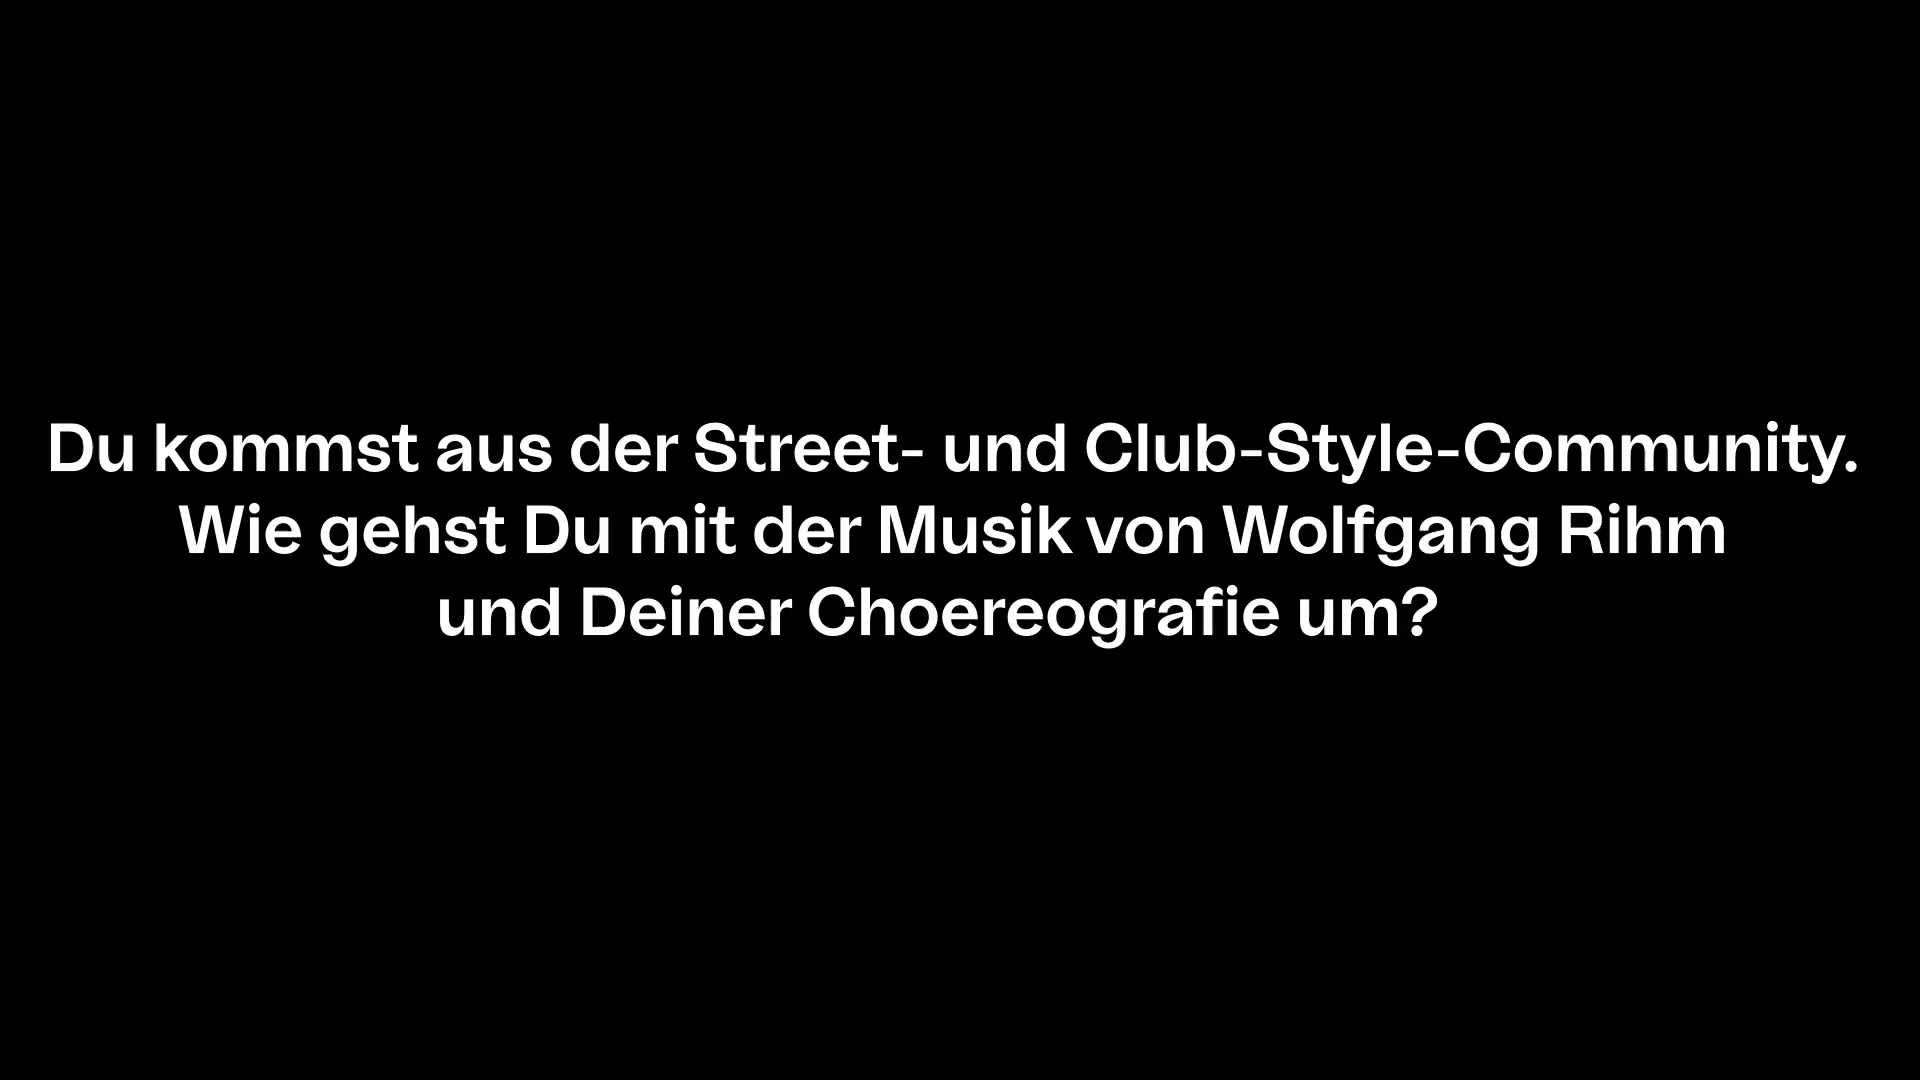 Du kommst aus der Street- und Club-Style-Community.
Wie gehst Du mit der Musik von Wolfgang Rihm
und Deiner Choereografie um?